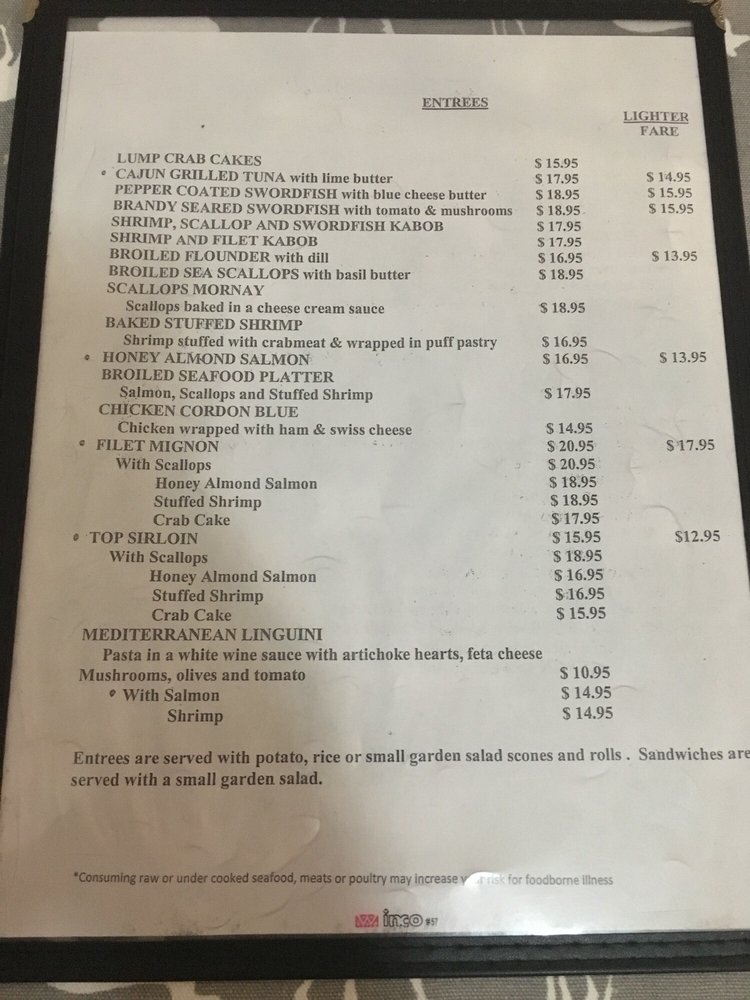 ENTREES
LIGHTER
FARE
LUMP CRAB CAKES $ 15.95
• CAJUN GRILLED TUNA with lime butter $ 17.95 $ 14.95
PEPPER COATED SWORDFISH with blue cheese butter $ 18.95 $ 15.95
BRANDY SEARED SWORDFISH with tomato & mushrooms $ 18.95 $ 15.95
SHRIMP, SCALLOP AND SWORDFISH KABOB $ 17.95
SHRIMP AND FILET KABOB $ 17.95
BROILED FLOUNDER with dill $ 16.95 $ 13.95
BROILED SEA SCALLOPS with basil butter $ 18.95
SCALLOPS MORNAY
Scallops baked in a cheese cream sauce $ 18.95
BAKED STUFFED SHRIMP
Shrimp stuffed with crabmeat & wrapped in puff pastry $ 16.95
• HONEY ALMOND SALMON $ 16.95 $ 13.95
BROILED SEAFOOD PLATTER
Salmon, Scallops and Stuffed Shrimp $ 17.95
CHICKEN CORDON BLUE
Chicken wrapped with ham & swiss cheese $ 14.95
• FILET MIGNON $ 20.95 $ 17.95
With Scallops $ 20.95
Honey Almond Salmon $ 18.95
Stuffed Shrimp $ 18.95
Crab Cake $ 17.95
• TOP SIRLOIN $ 15.95 $12.95
With Scallops $ 18.95
Honey Almond Salmon $ 16.95
Stuffed Shrimp $ 16.95
Crab Cake $ 15.95
MEDITERRANEAN LINGUINI
Pasta in a white wine sauce with artichoke hearts, feta cheese
Mushrooms, olives and tomato $ 10.95
• With Salmon $ 14.95
Shrimp $ 14.95
Entrees are served with potato, rice or small garden salad scones and rolls . Sandwiches are
served with a small garden salad.
*Consuming raw or under cooked seafood, meats or poultry may increase risk for foodborne illness
inco #57